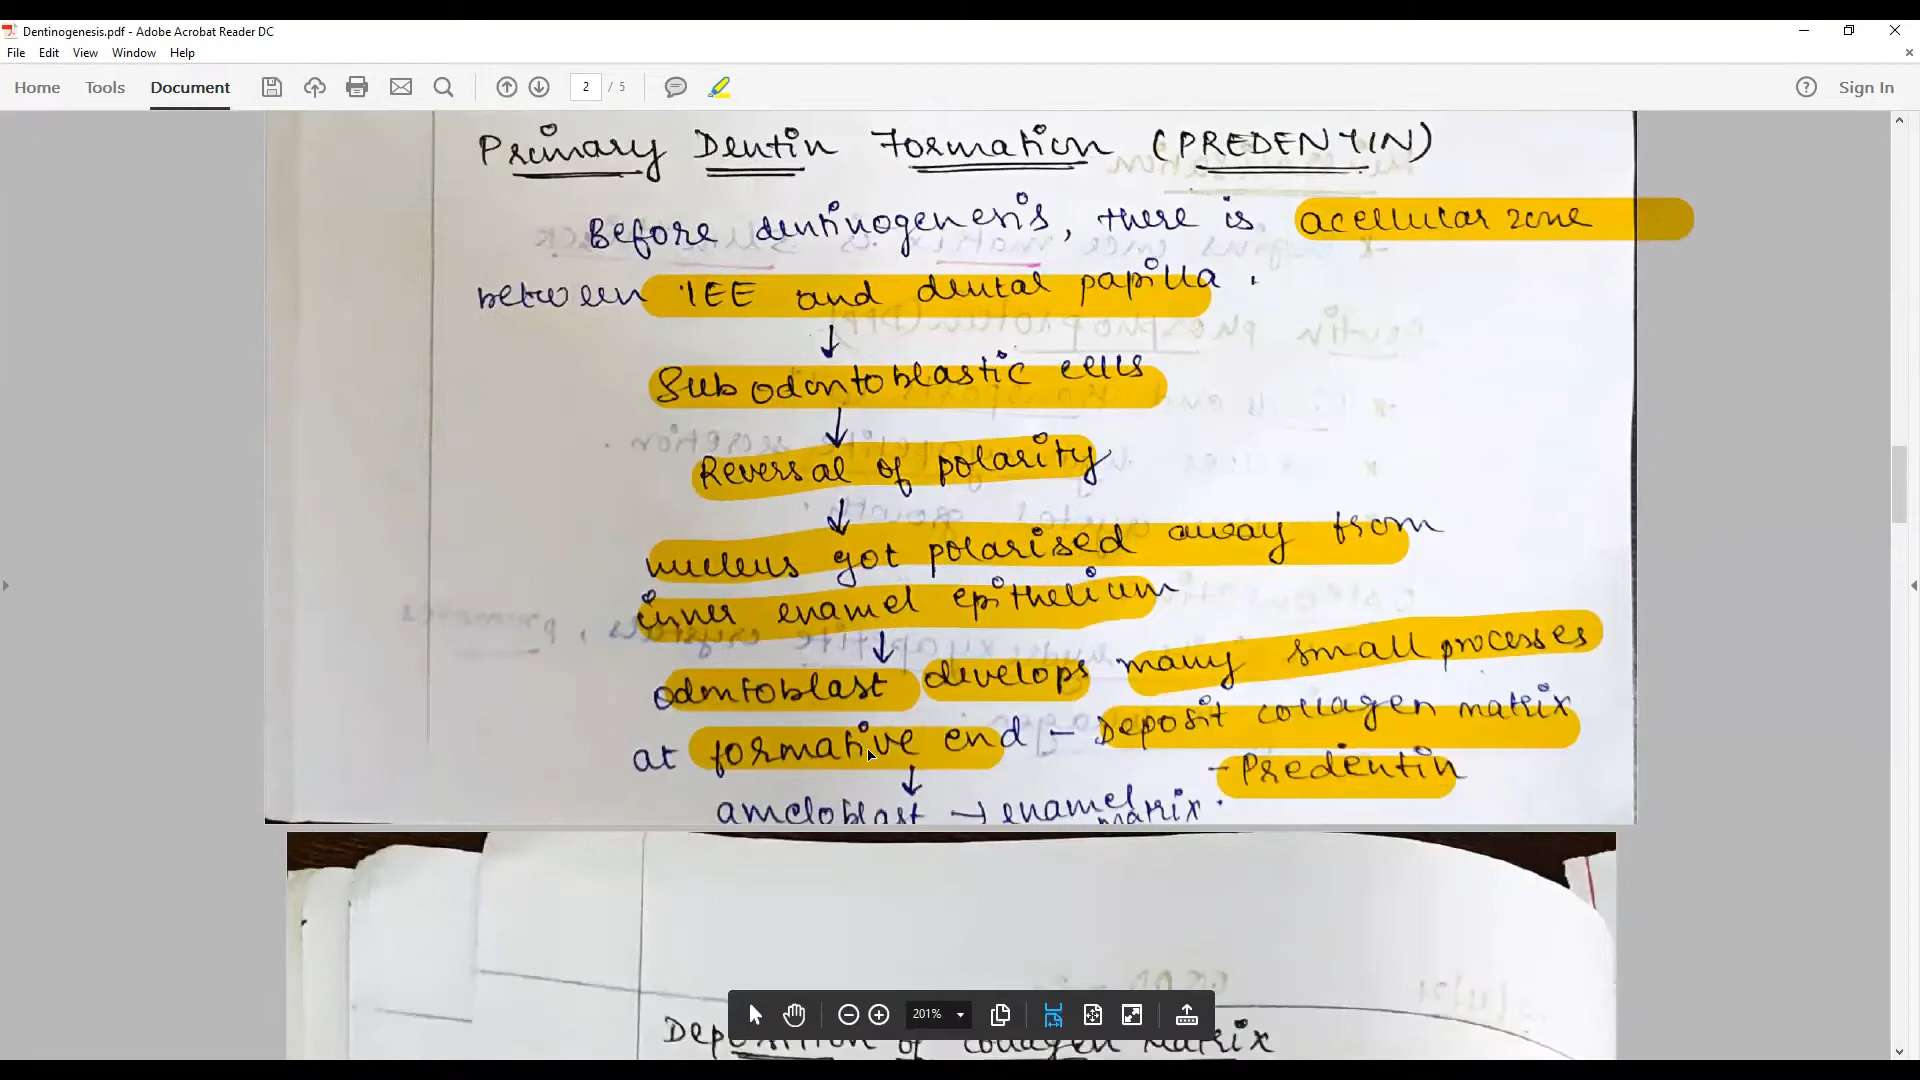 Dentinogenesis.pdf - Adobe Acrobat Reader DC
File Edit View Window Help
Home Tools Document 2 / 5 Sign In
Primary Dentin Formation (PREDENTIN)
Before dentinogenesis, there is acellular zone
between IEE and dental papilla.
↓
Sub odontoblastic cells
↓
Reversal of polarity
↓
nucleus got polarised away from
inner enamel epithelium
↓
odontoblast develops many small processes
at formative end - Deposit collagen matrix
- Predentin
↓
ameloblast → enamel matrix.
201%
Deposition of collagen matrix